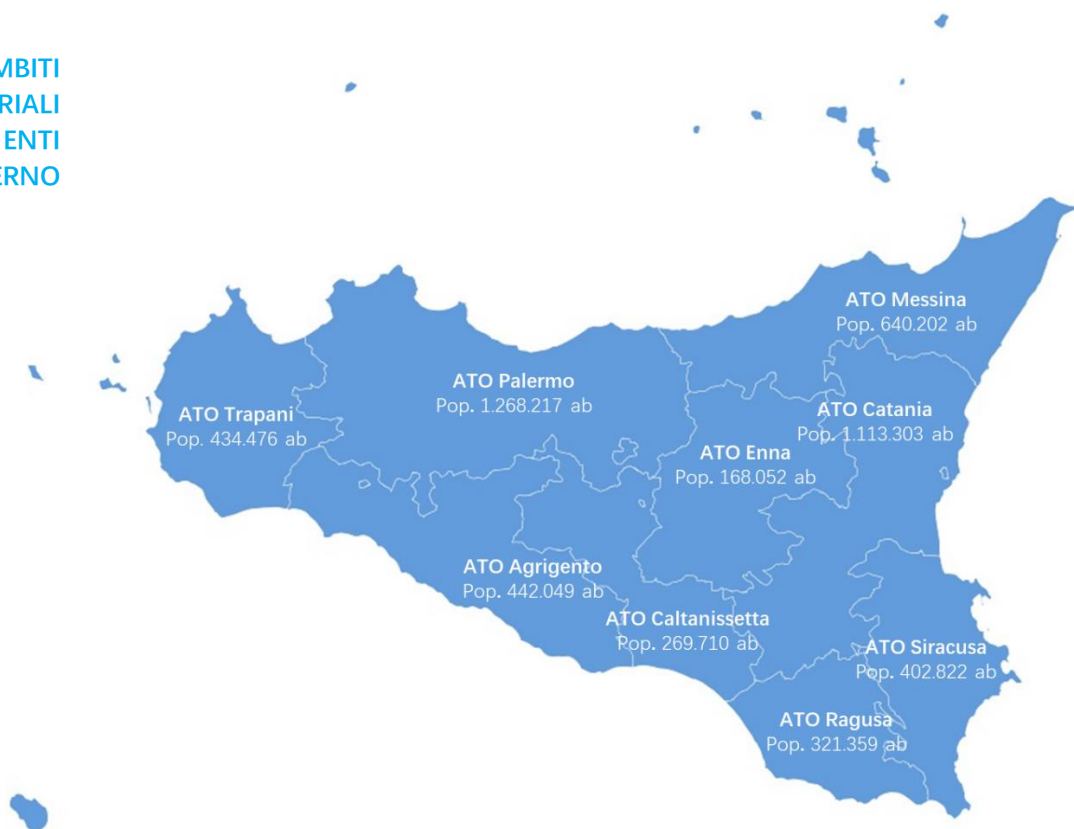 MBITI
RIALI
ENTI
ERNO
ATO Messina
Pop. 640.202 ab
ATO Palermo
Pop. 1.268.217 ab
ATO Trapani
Pop. 434.476 ab
ATO Catania
Pop. 1.113.303 ab
ATO Enna
Pop. 168.052 ab
ATO Agrigento
Pop. 442.049 ab
ATO Caltanissetta
Pop. 269.710 ab
ATO Siracusa
Pop. 402.822 ab
ATO Ragusa
Pop. 321.359 ab